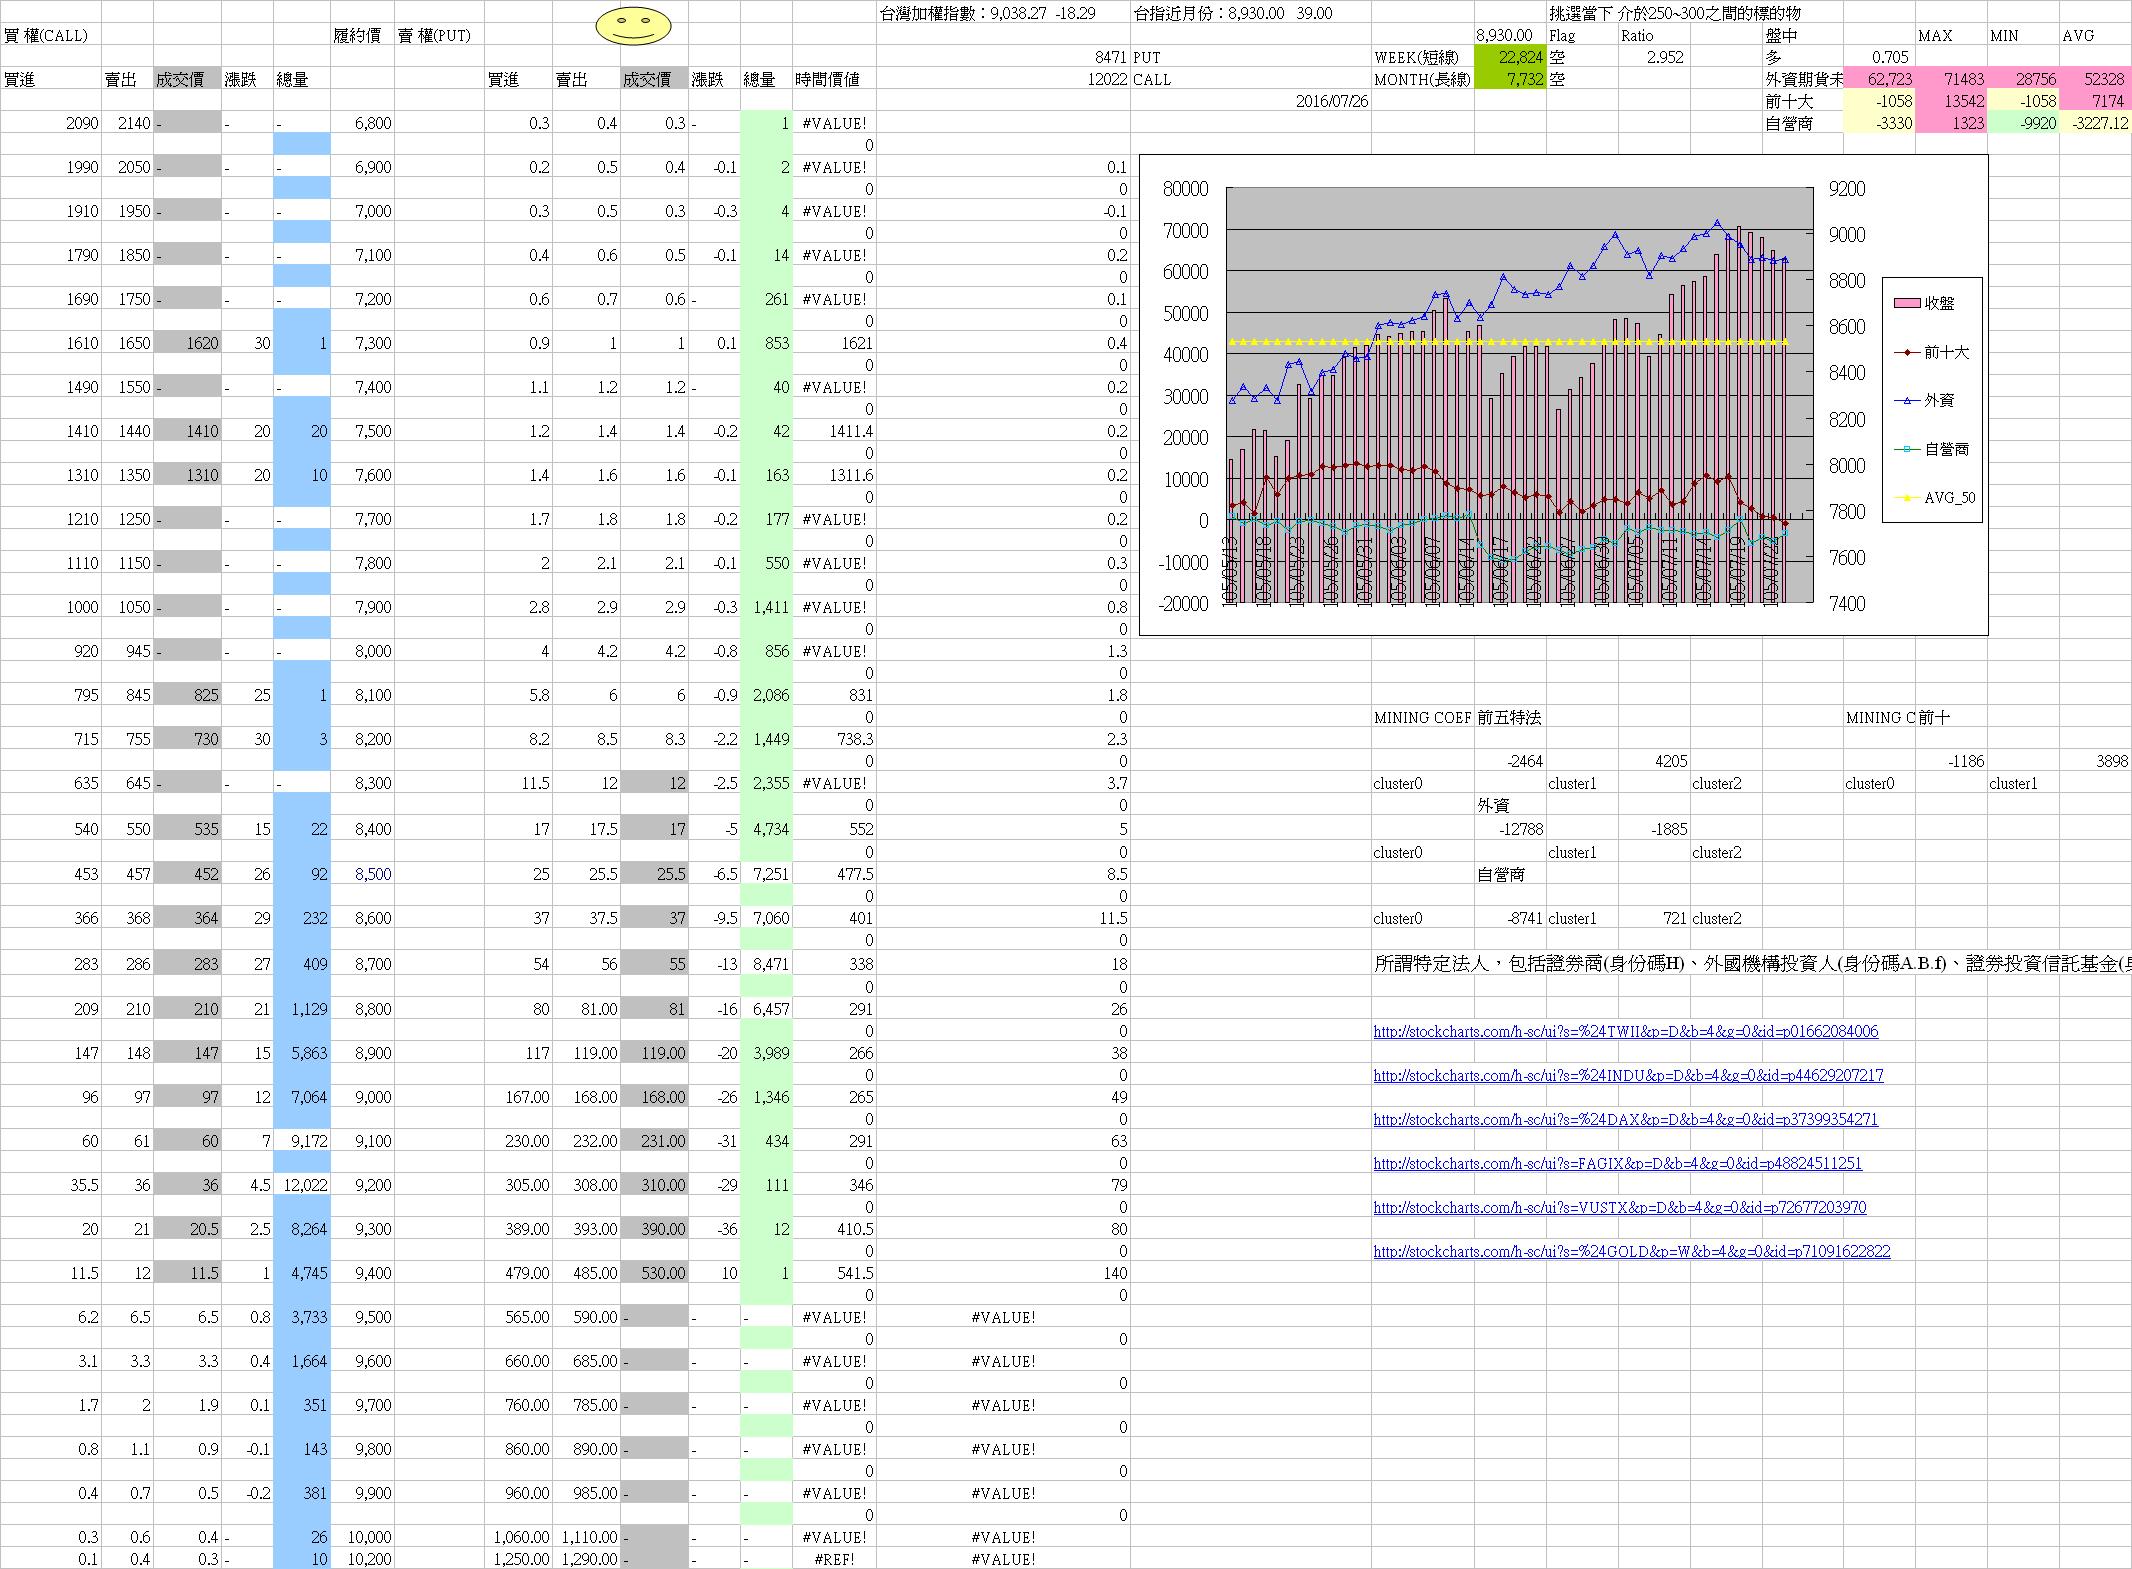 台灣加權指數：9,038.27 -18.29 台指近月份：8,930.00 39.00 挑選當下 介於250~300之間的標的物
買 權(CALL) 履約價 賣 權(PUT) 8,930.00 Flag Ratio 盤中 MAX MIN AVG
8471 PUT WEEK(短線) 22,824 空 2.952 多 0.705
買進 賣出 成交價 漲跌 總量 買進 賣出 成交價 漲跌 總量 時間價值 12022 CALL MONTH(長線) 7,732 空 外資期貨未 62,723 71483 28756 52328
2016/07/26 前十大 -1058 13542 -1058 7174
2090 2140 - - - 6,800 0.3 0.4 0.3 - 1 #VALUE! 自營商 -3330 1323 -9920 -3227.12
0
1990 2050 - - - 6,900 0.2 0.5 0.4 -0.1 2 #VALUE! 0.1
0 0
1910 1950 - - - 7,000 0.3 0.5 0.3 -0.3 4 #VALUE! -0.1
0 0
1790 1850 - - - 7,100 0.4 0.6 0.5 -0.1 14 #VALUE! 0.2
0 0
1690 1750 - - - 7,200 0.6 0.7 0.6 - 261 #VALUE! 0.1
0 0
1610 1650 1620 30 1 7,300 0.9 1 1 0.1 853 1621 0.4
0 0
1490 1550 - - - 7,400 1.1 1.2 1.2 - 40 #VALUE! 0.2
0 0
1410 1440 1410 20 20 7,500 1.2 1.4 1.4 -0.2 42 1411.4 0.2
0 0
1310 1350 1310 20 10 7,600 1.4 1.6 1.6 -0.1 163 1311.6 0.2
0 0
1210 1250 - - - 7,700 1.7 1.8 1.8 -0.2 177 #VALUE! 0.2
0 0
1110 1150 - - - 7,800 2 2.1 2.1 -0.1 550 #VALUE! 0.3
0 0
1000 1050 - - - 7,900 2.8 2.9 2.9 -0.3 1,411 #VALUE! 0.8
0 0
920 945 - - - 8,000 4 4.2 4.2 -0.8 856 #VALUE! 1.3
0 0
795 845 825 25 1 8,100 5.8 6 6 -0.9 2,086 831 1.8
0 0
715 755 730 30 3 8,200 8.2 8.5 8.3 -2.2 1,449 738.3 2.3
0 0
635 645 - - - 8,300 11.5 12 12 -2.5 2,355 #VALUE! 3.7
0 0
540 550 535 15 22 8,400 17 17.5 17 -5 4,734 552 5
0 0
453 457 452 26 92 8,500 25 25.5 25.5 -6.5 7,251 477.5 8.5
0 0
366 368 364 29 232 8,600 37 37.5 37 -9.5 7,060 401 11.5
0 0
283 286 283 27 409 8,700 54 56 55 -13 8,471 338 18
0 0
209 210 210 21 1,129 8,800 80 81.00 81 -16 6,457 291 26
0 0
147 148 147 15 5,863 8,900 117 119.00 119.00 -20 3,989 266 38
0 0
96 97 97 12 7,064 9,000 167.00 168.00 168.00 -26 1,346 265 49
0 0
60 61 60 7 9,172 9,100 230.00 232.00 231.00 -31 434 291 63
0 0
35.5 36 36 4.5 12,022 9,200 305.00 308.00 310.00 -29 111 346 79
0 0
20 21 20.5 2.5 8,264 9,300 389.00 393.00 390.00 -36 12 410.5 80
0 0
11.5 12 11.5 1 4,745 9,400 479.00 485.00 530.00 10 1 541.5 140
0 0
6.2 6.5 6.5 0.8 3,733 9,500 565.00 590.00 - - - #VALUE! #VALUE!
0 0
3.1 3.3 3.3 0.4 1,664 9,600 660.00 685.00 - - - #VALUE! #VALUE!
0 0
1.7 2 1.9 0.1 351 9,700 760.00 785.00 - - - #VALUE! #VALUE!
0 0
0.8 1.1 0.9 -0.1 143 9,800 860.00 890.00 - - - #VALUE! #VALUE!
0 0
0.4 0.7 0.5 -0.2 381 9,900 960.00 985.00 - - - #VALUE! #VALUE!
0 0
0.3 0.6 0.4 - 26 10,000 1,060.00 1,110.00 - - - #VALUE! #VALUE!
0.1 0.4 0.3 - 10 10,200 1,250.00 1,290.00 - - - #REF! #VALUE!
80000 9200
70000 9000
60000 8800
50000 8600
40000 8400
30000 8200
20000 8000
10000 7800
0 7600
-10000 7400
-20000
105/05/13 105/05/18 105/05/23 105/05/26 105/05/31 105/06/03 105/06/07 105/06/14 105/06/17 105/06/22 105/06/27 105/06/30 105/07/05 105/07/11 105/07/14 105/07/19
收盤
前十大
外資
自營商
AVG_50
MINING COEF 前五特法 MINING C 前十
-2464 4205 -1186 3898
cluster0 cluster1 cluster2 cluster0 cluster1
外資
-12788 -1885
cluster0 cluster1 cluster2
自營商
cluster0 -8741 cluster1 721 cluster2
所謂特定法人，包括證券商(身份碼H)、外國機構投資人(身份碼A.B.f)、證券投資信託基金(身
http://stockcharts.com/h-sc/ui?s=%24TWII&p=D&b=4&g=0&id=p01662084006
http://stockcharts.com/h-sc/ui?s=%24INDU&p=D&b=4&g=0&id=p44629207217
http://stockcharts.com/h-sc/ui?s=%24DAX&p=D&b=4&g=0&id=p37399354271
http://stockcharts.com/h-sc/ui?s=FAGIX&p=D&b=4&g=0&id=p48824511251
http://stockcharts.com/h-sc/ui?s=VUSTX&p=D&b=4&g=0&id=p72677203970
http://stockcharts.com/h-sc/ui?s=%24GOLD&p=W&b=4&g=0&id=p71091622822